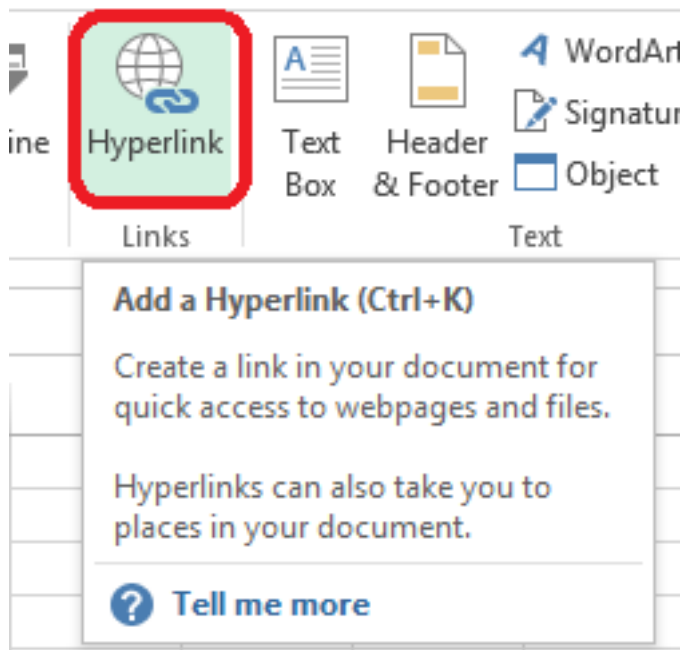 ine
Hyperlink
Links
A
Text
Box
Header
& Footer
A WordArt
Signatur
Object
Text
Add a Hyperlink (Ctrl+K)
Create a link in your document for
quick access to webpages and files.
Hyperlinks can also take you to
places in your document.
? Tell me more